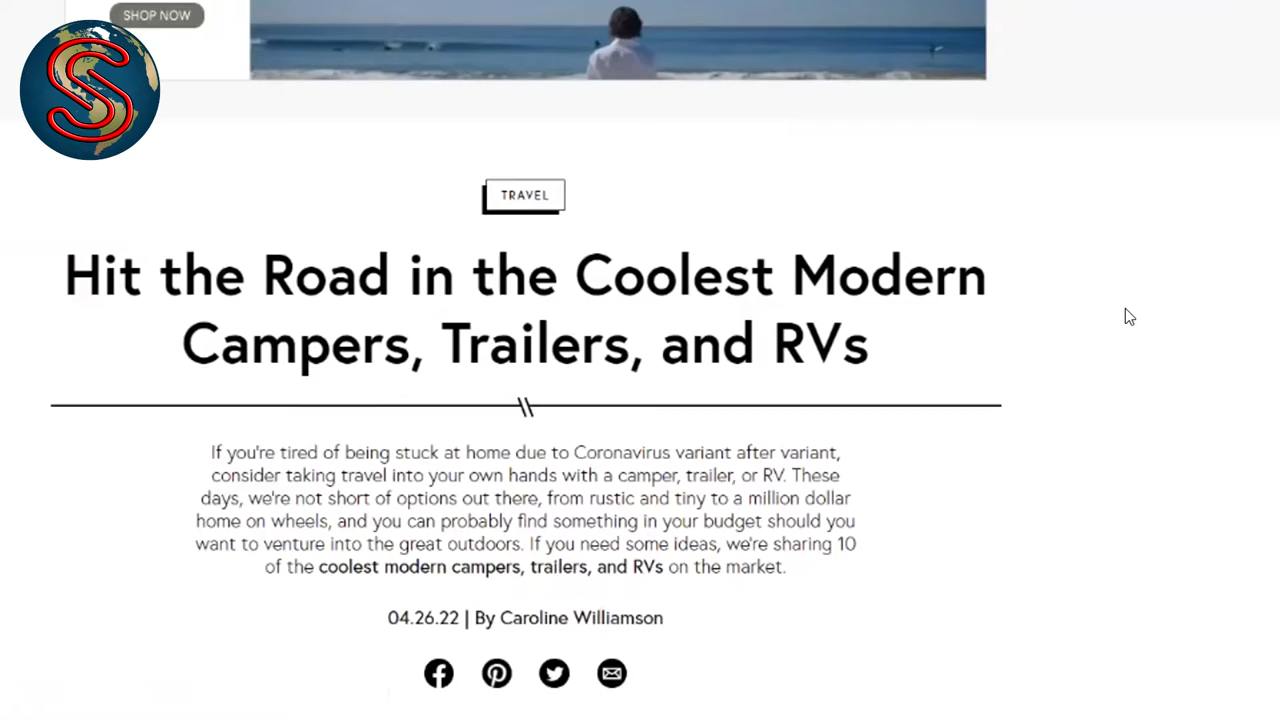 SHOP NOW
S
TRAVEL
Hit the Road in the Coolest Modern
Campers, Trailers, and RVs
If you're tired of being stuck at home due to Coronavirus variant after variant,
consider taking travel into your own hands with a camper, trailer, or RV. These
days, we're not short of options out there, from rustic and tiny to a million dollar
home on wheels, and you can probably find something in your budget should you
want to venture into the great outdoors. If you need some ideas, we're sharing 10
of the coolest modern campers, trailers, and RVs on the market.
04.26.22 | By Caroline Williamson